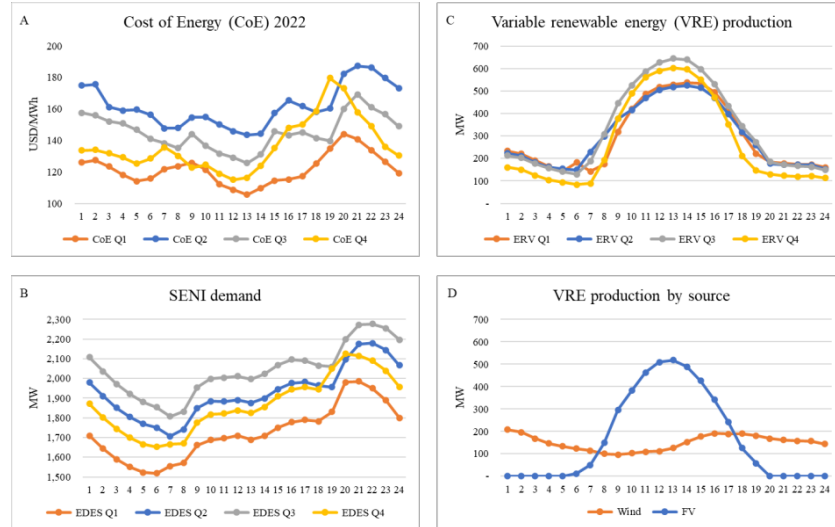 A Cost of Energy (CoE) 2022
USD/MWh
200
180
160
140
120
100
1 2 3 4 5 6 7 8 9 10 11 12 13 14 15 16 17 18 19 20 21 22 23 24
CoE Q1 CoE Q2 CoE Q3 CoE Q4
C Variable renewable energy (VRE) production
MW
700
600
500
400
300
200
100
-
1 2 3 4 5 6 7 8 9 10 11 12 13 14 15 16 17 18 19 20 21 22 23 24
ERV Q1 ERV Q2 ERV Q3 ERV Q4
B SENI demand
MW
2,300
2,200
2,100
2,000
1,900
1,800
1,700
1,600
1,500
1 2 3 4 5 6 7 8 9 10 11 12 13 14 15 16 17 18 19 20 21 22 23 24
EDES Q1 EDES Q2 EDES Q3 EDES Q4
D VRE production by source
MW
700
600
500
400
300
200
100
-
1 2 3 4 5 6 7 8 9 10 11 12 13 14 15 16 17 18 19 20 21 22 23 24
Wind FV